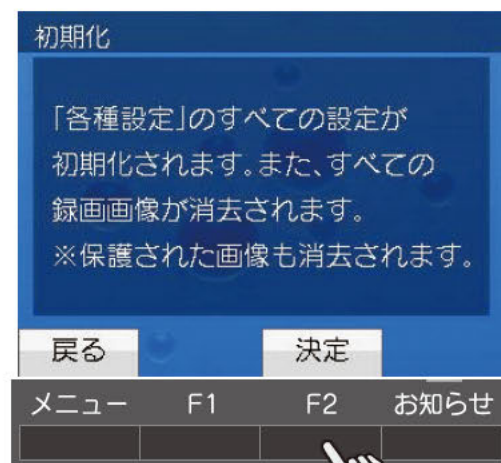 初期化
「各種設定」のすべての設定が
初期化されます。また、すべての
録画画像が消去されます。
※保護された画像も消去されます。
戻る 決定
メニュー F1 F2 お知らせ